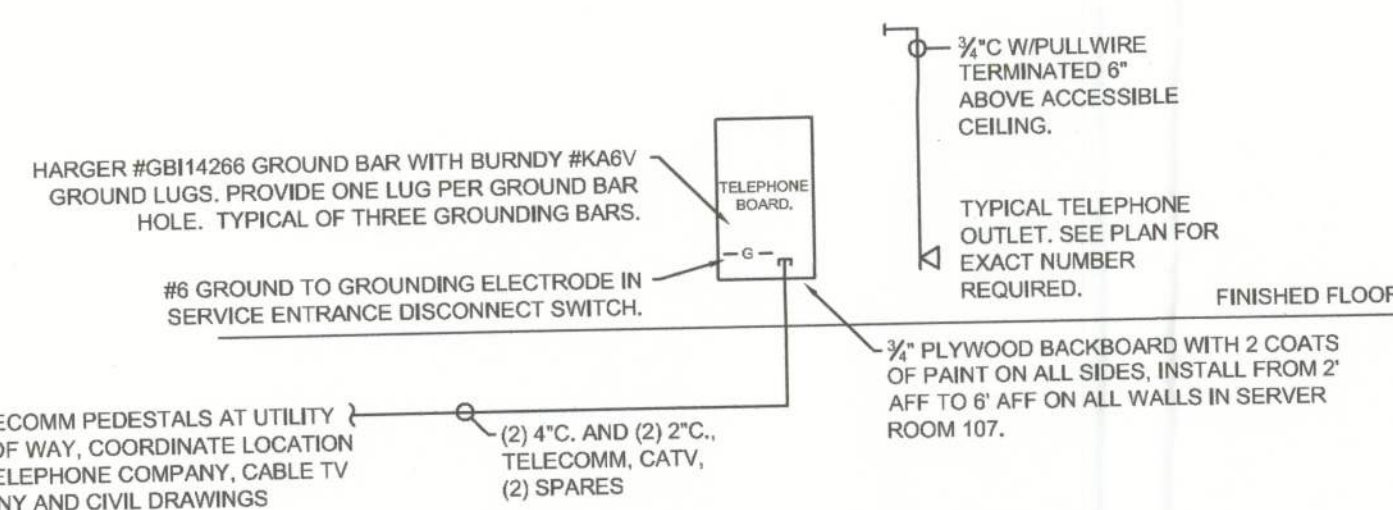 ¾"C W/PULLWIRE
TERMINATED 6"
ABOVE ACCESSIBLE
CEILING.
HARGER #GBI14266 GROUND BAR WITH BURNDY #KA6V
GROUND LUGS. PROVIDE ONE LUG PER GROUND BAR
HOLE. TYPICAL OF THREE GROUNDING BARS.
TELEPHONE
BOARD.
G
TYPICAL TELEPHONE
OUTLET. SEE PLAN FOR
EXACT NUMBER
REQUIRED.
#6 GROUND TO GROUNDING ELECTRODE IN
SERVICE ENTRANCE DISCONNECT SWITCH.
FINISHED FLOOR
¾" PLYWOOD BACKBOARD WITH 2 COATS
OF PAINT ON ALL SIDES, INSTALL FROM 2'
AFF TO 6' AFF ON ALL WALLS IN SERVER
ROOM 107.
ECOMM PEDESTALS AT UTILITY
OF WAY, COORDINATE LOCATION
ELEPHONE COMPANY, CABLE TV
NY AND CIVIL DRAWINGS
(2) 4"C. AND (2) 2"C.,
TELECOMM, CATV,
(2) SPARES